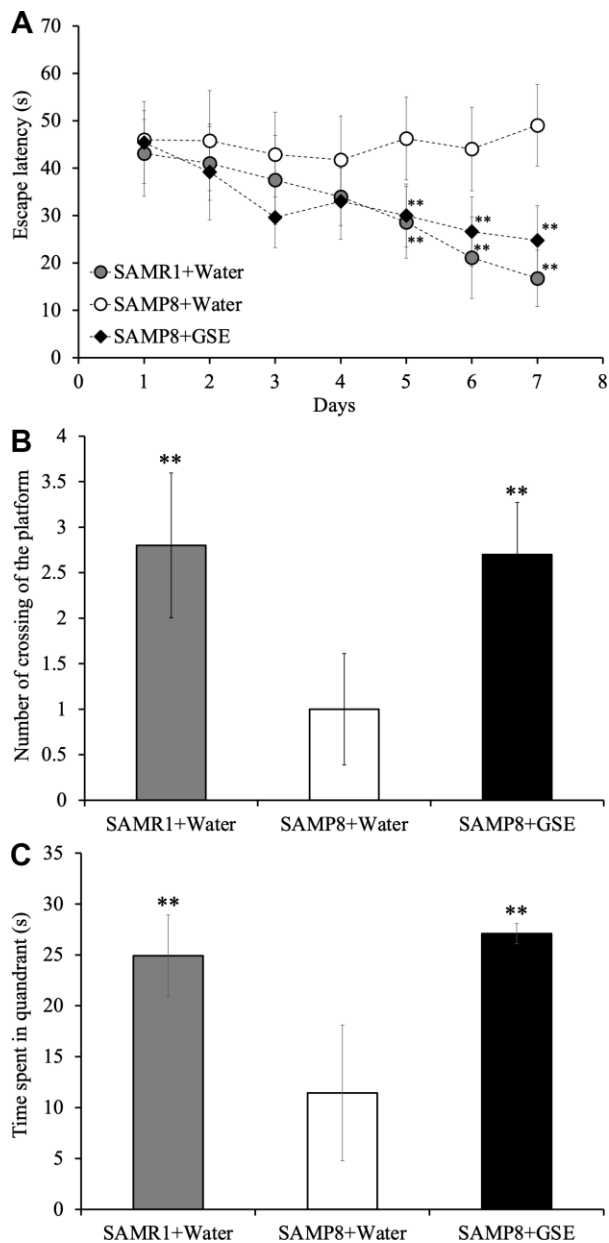 A
Escape latency (s)
70
60
50
40
30
20
10
0
** ** **
** ** **
SAMR1+Water
SAMP8+Water
SAMP8+GSE
0 1 2 3 4 5 6 7 8
Days
B
Number of crossing of the platform
4
3.5
3
2.5
2
1.5
1
0.5
0
** **
SAMR1+Water SAMP8+Water SAMP8+GSE
C
Time spent in quandrant (s)
35
30
25
20
15
10
5
0
** **
SAMR1+Water SAMP8+Water SAMP8+GSE